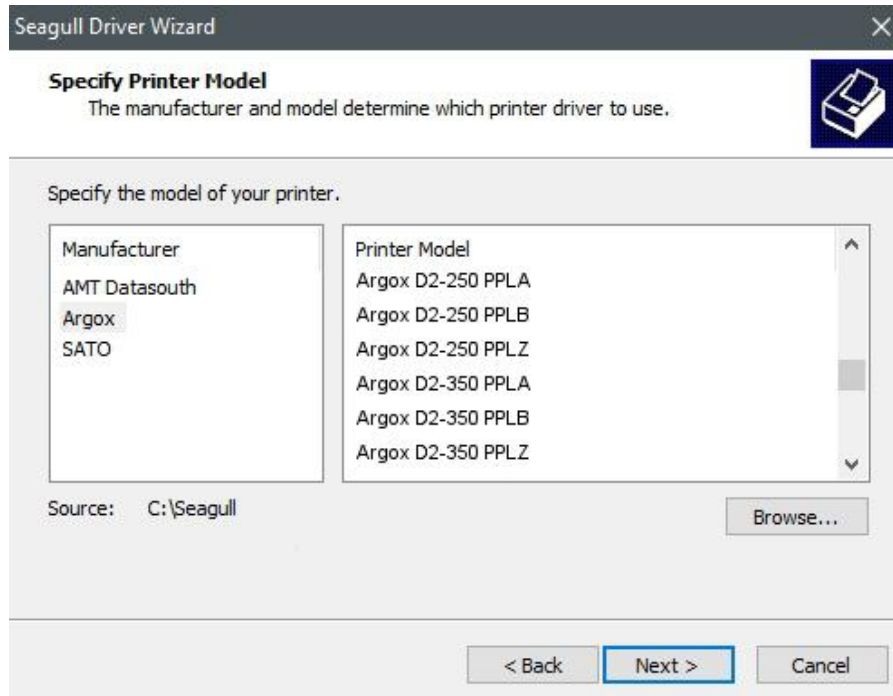 Seagull Driver Wizard
Specify Printer Model
The manufacturer and model determine which printer driver to use.
Specify the model of your printer.
Manufacturer
AMT Datasouth
Argox
SATO
Printer Model
Argox D2-250 PPLA
Argox D2-250 PPLB
Argox D2-250 PPLZ
Argox D2-350 PPLA
Argox D2-350 PPLB
Argox D2-350 PPLZ
Source: C:\Seagull
Browse...
< Back
Next >
Cancel